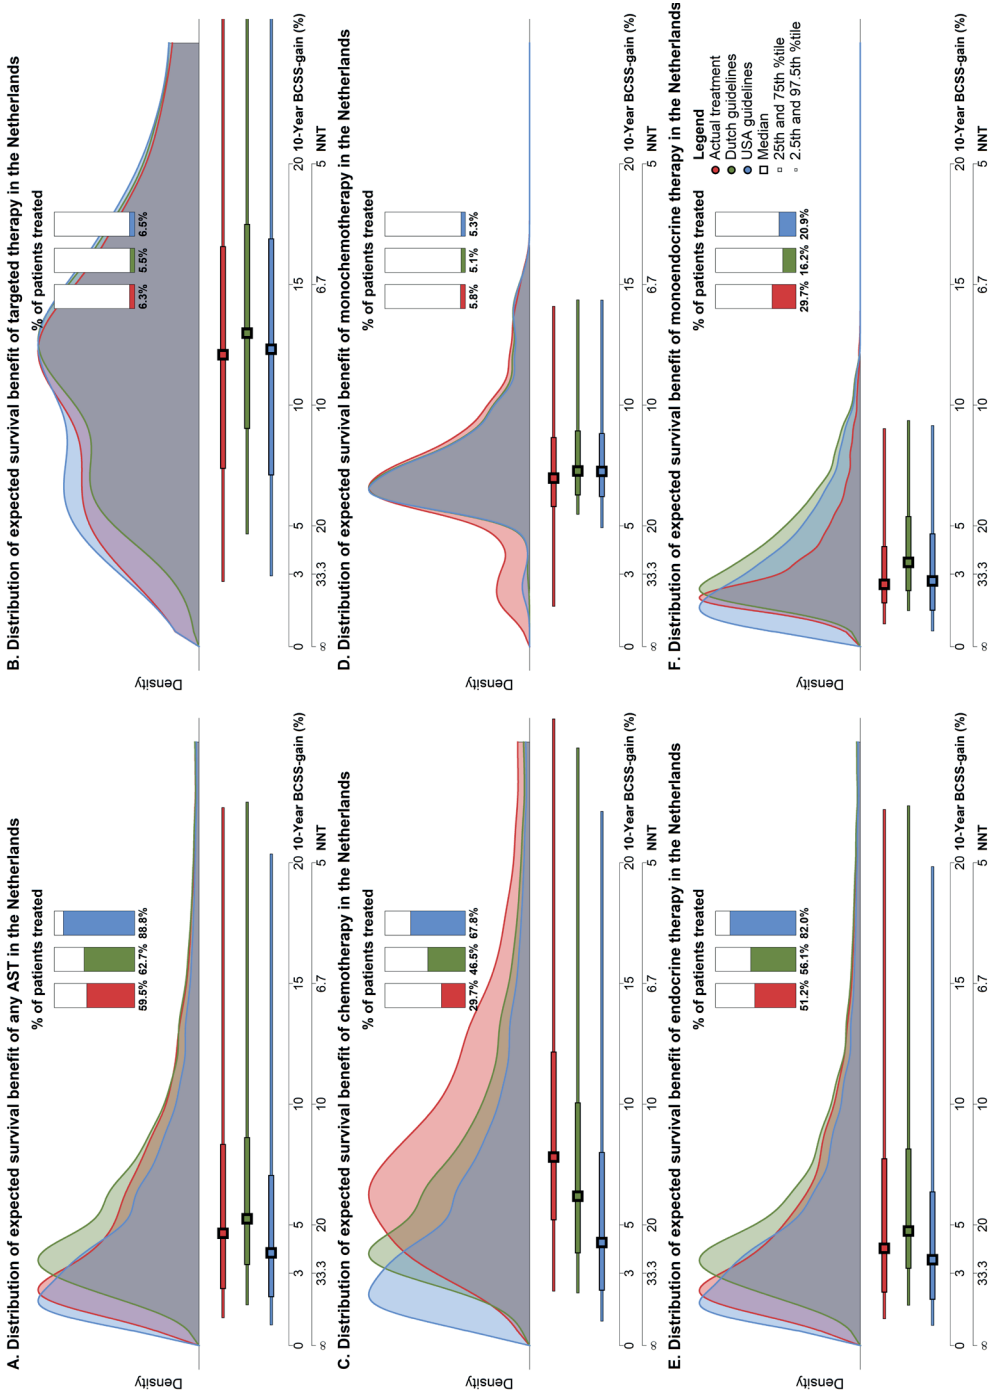 A. Distribution of expected survival benefit of any AST in the Netherlands
% of patients treated
59.5% 62.7% 88.8%
Density
0 3 5 10 15 20 10-Year BCSS-gain (%)
∞ 33.3 20 10 6.7 5 NNT
B. Distribution of expected survival benefit of targeted therapy in the Netherlands
% of patients treated
6.3% 5.5% 6.5%
Density
0 3 5 10 15 20 10-Year BCSS-gain (%)
∞ 33.3 20 10 6.7 5 NNT
C. Distribution of expected survival benefit of chemotherapy in the Netherlands
% of patients treated
29.7% 46.5% 67.8%
Density
0 3 5 10 15 20 10-Year BCSS-gain (%)
∞ 33.3 20 10 6.7 5 NNT
D. Distribution of expected survival benefit of monochemotherapy in the Netherlands
% of patients treated
5.8% 5.1% 5.3%
Density
0 3 5 10 15 20 10-Year BCSS-gain (%)
∞ 33.3 20 10 6.7 5 NNT
E. Distribution of expected survival benefit of endocrine therapy in the Netherlands
% of patients treated
51.2% 56.1% 82.0%
Density
0 3 5 10 15 20 10-Year BCSS-gain (%)
∞ 33.3 20 10 6.7 5 NNT
F. Distribution of expected survival benefit of monoendocrine therapy in the Netherlands
% of patients treated
29.7% 16.2% 20.9%
Legend
Actual treatment
Dutch guidelines
USA guidelines
Median
25th and 75th %tile
2.5th and 97.5th %tile
Density
0 3 5 10 15 20 10-Year BCSS-gain (%)
∞ 33.3 20 10 6.7 5 NNT